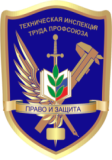 ТЕХНИЧЕСКАЯ ИНСПЕКЦИЯ
ТРУДА ПРОФСОЮЗА
ПРАВО И ЗАЩИТА